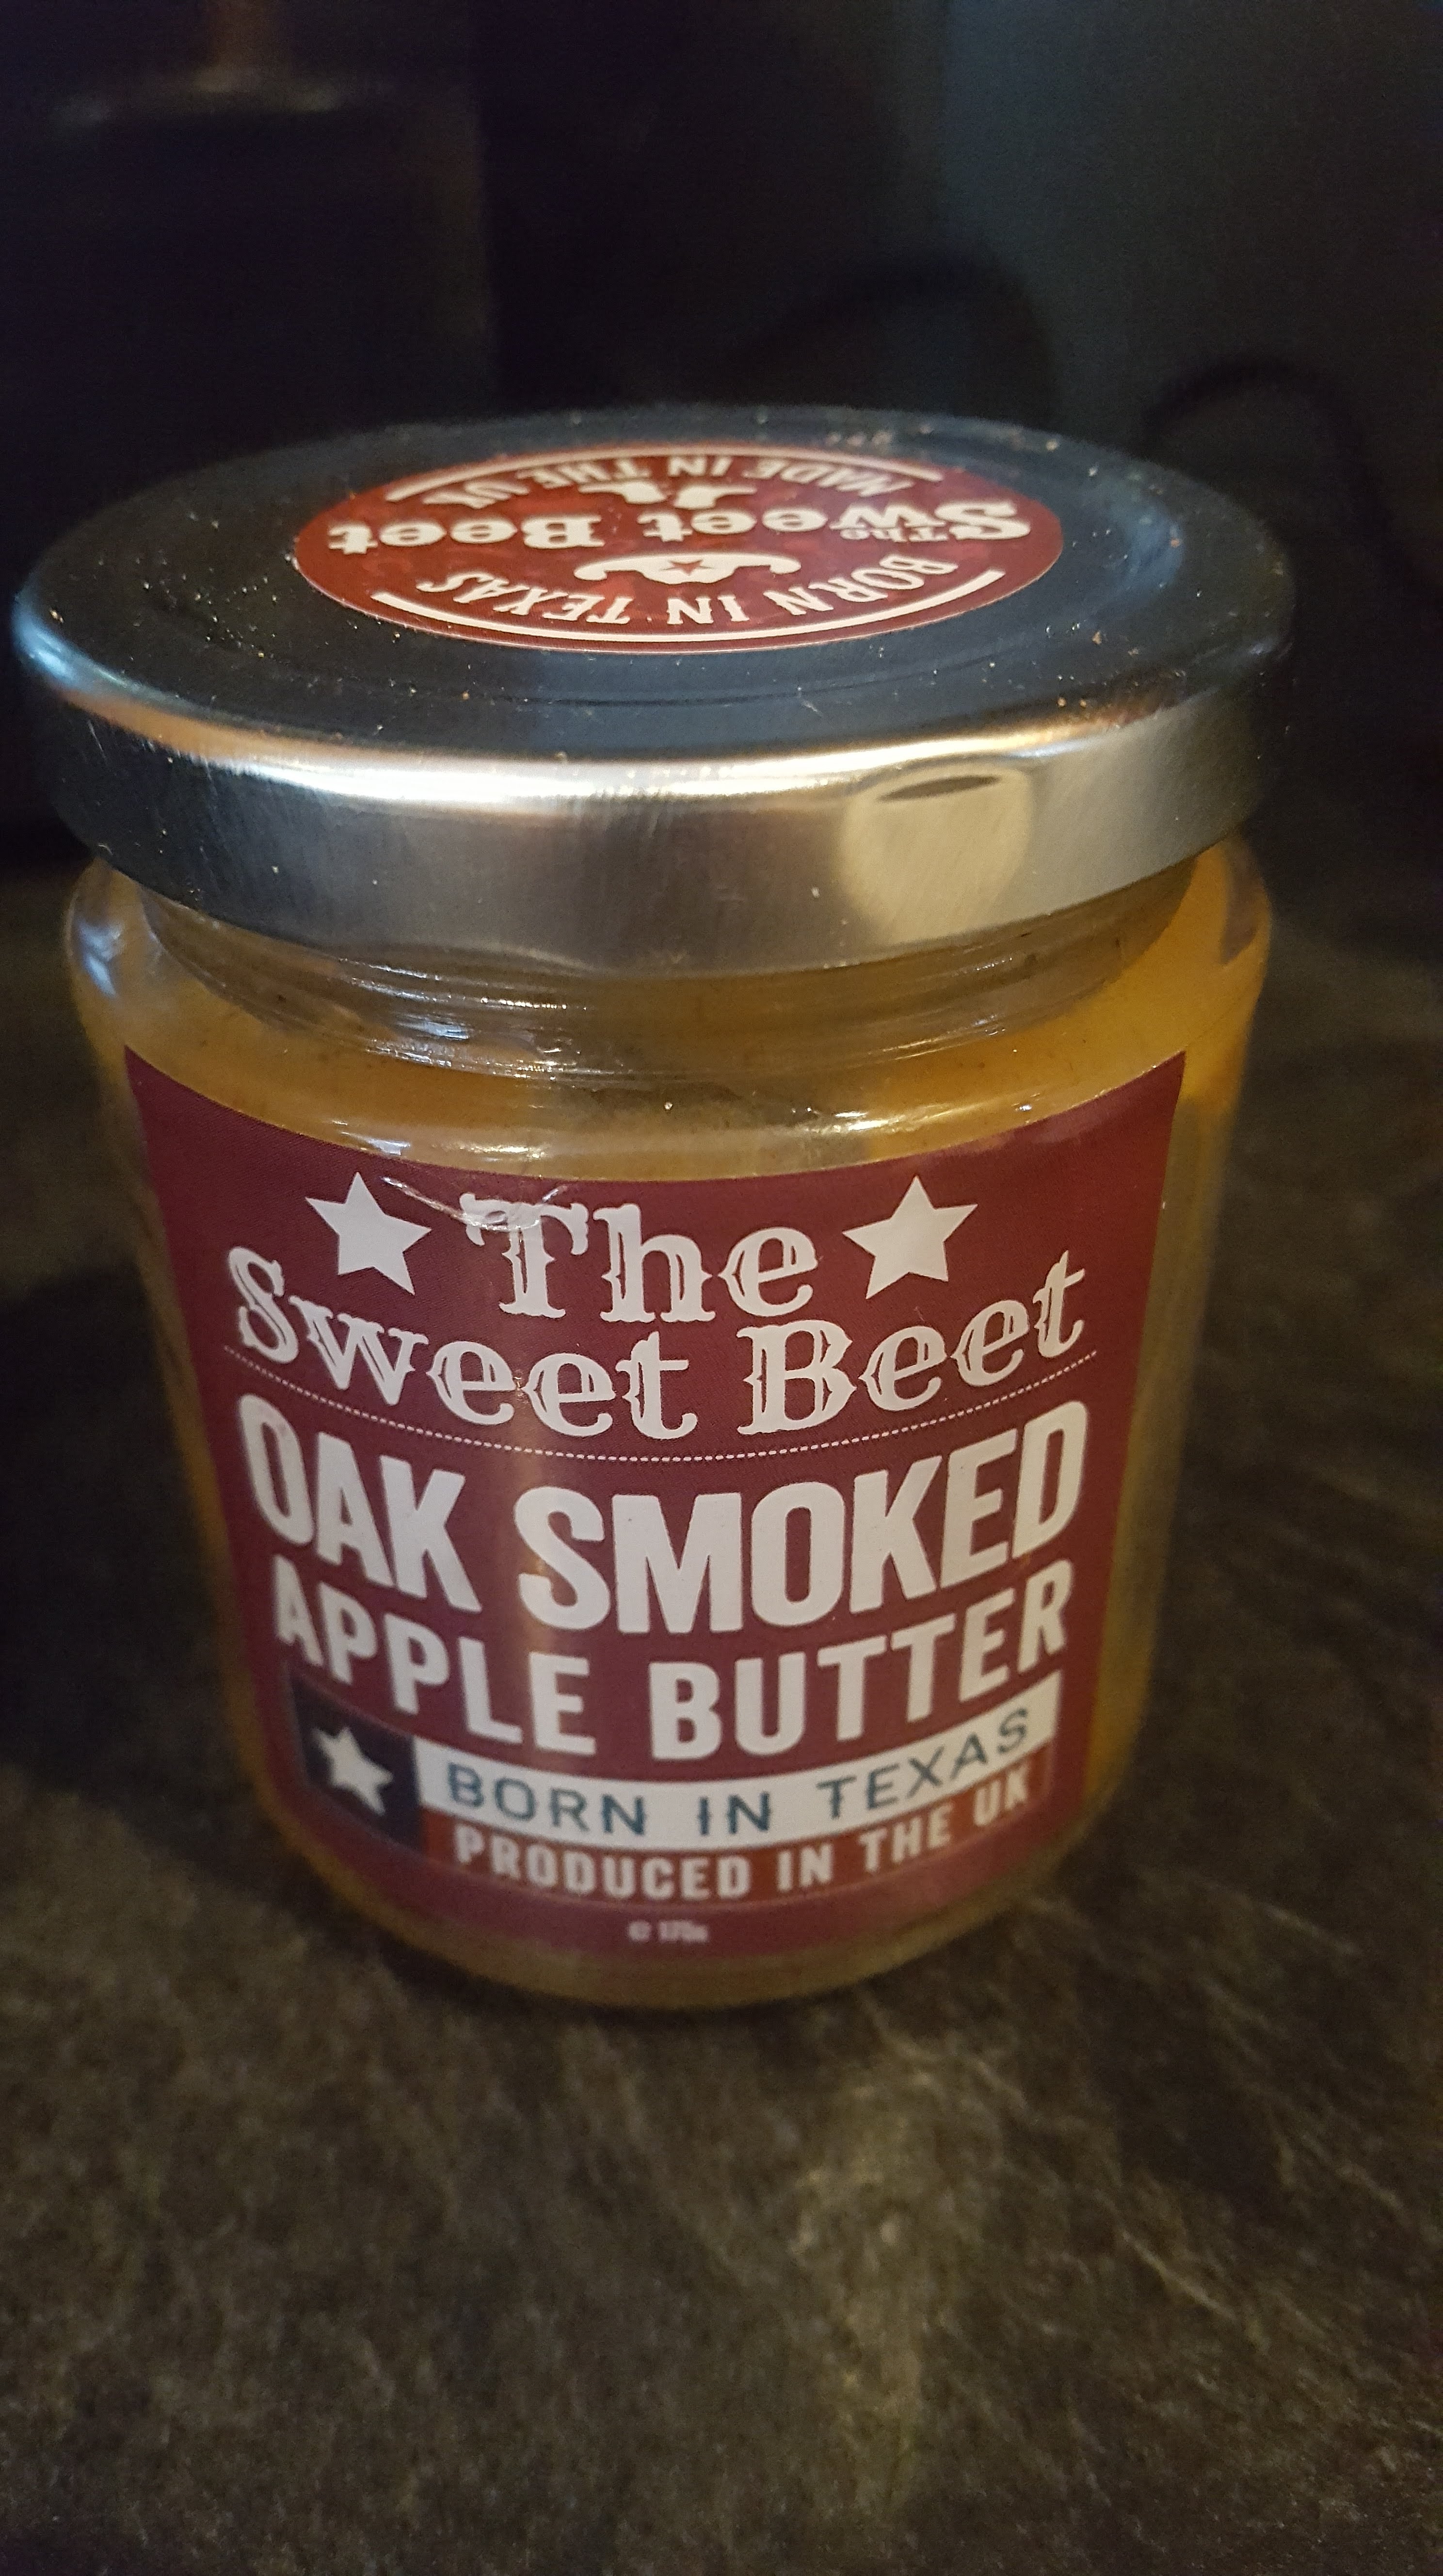 BORN IN TEXAS
The
Sweet Beet
MADE IN THE UK
The
Sweet Beet
OAK SMOKED
APPLE BUTTER
BORN IN TEXAS
PRODUCED IN THE UK